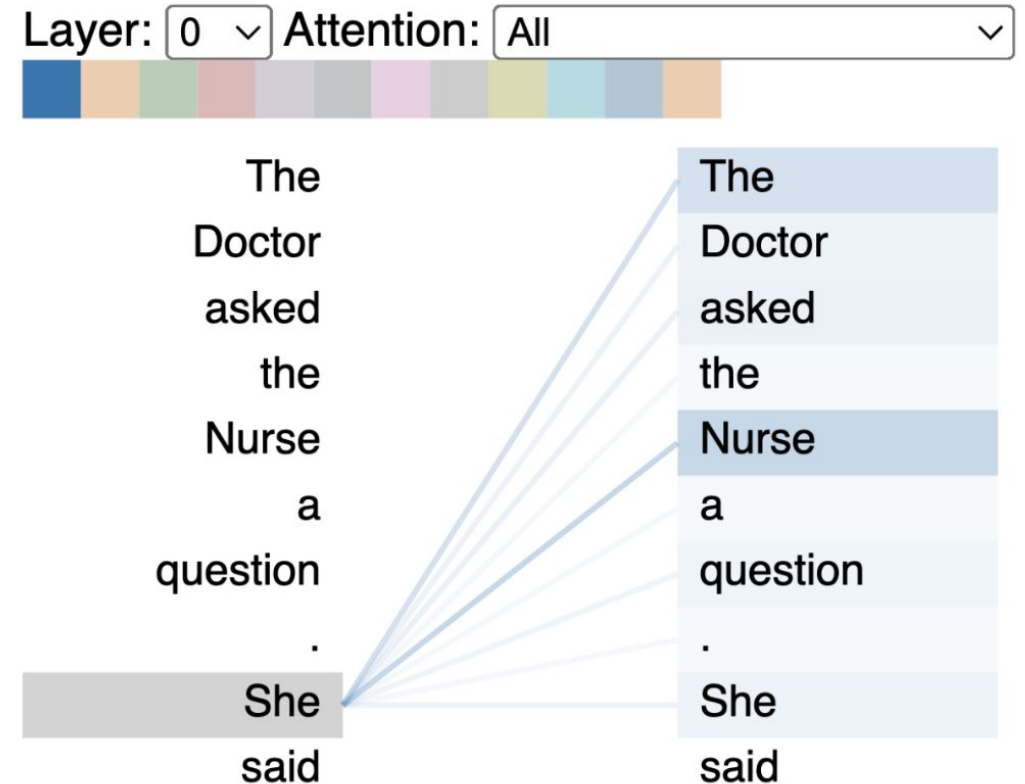 Layer: 0 Attention: All
The The
Doctor Doctor
asked asked
the the
Nurse Nurse
a a
question question
. .
She She
said said